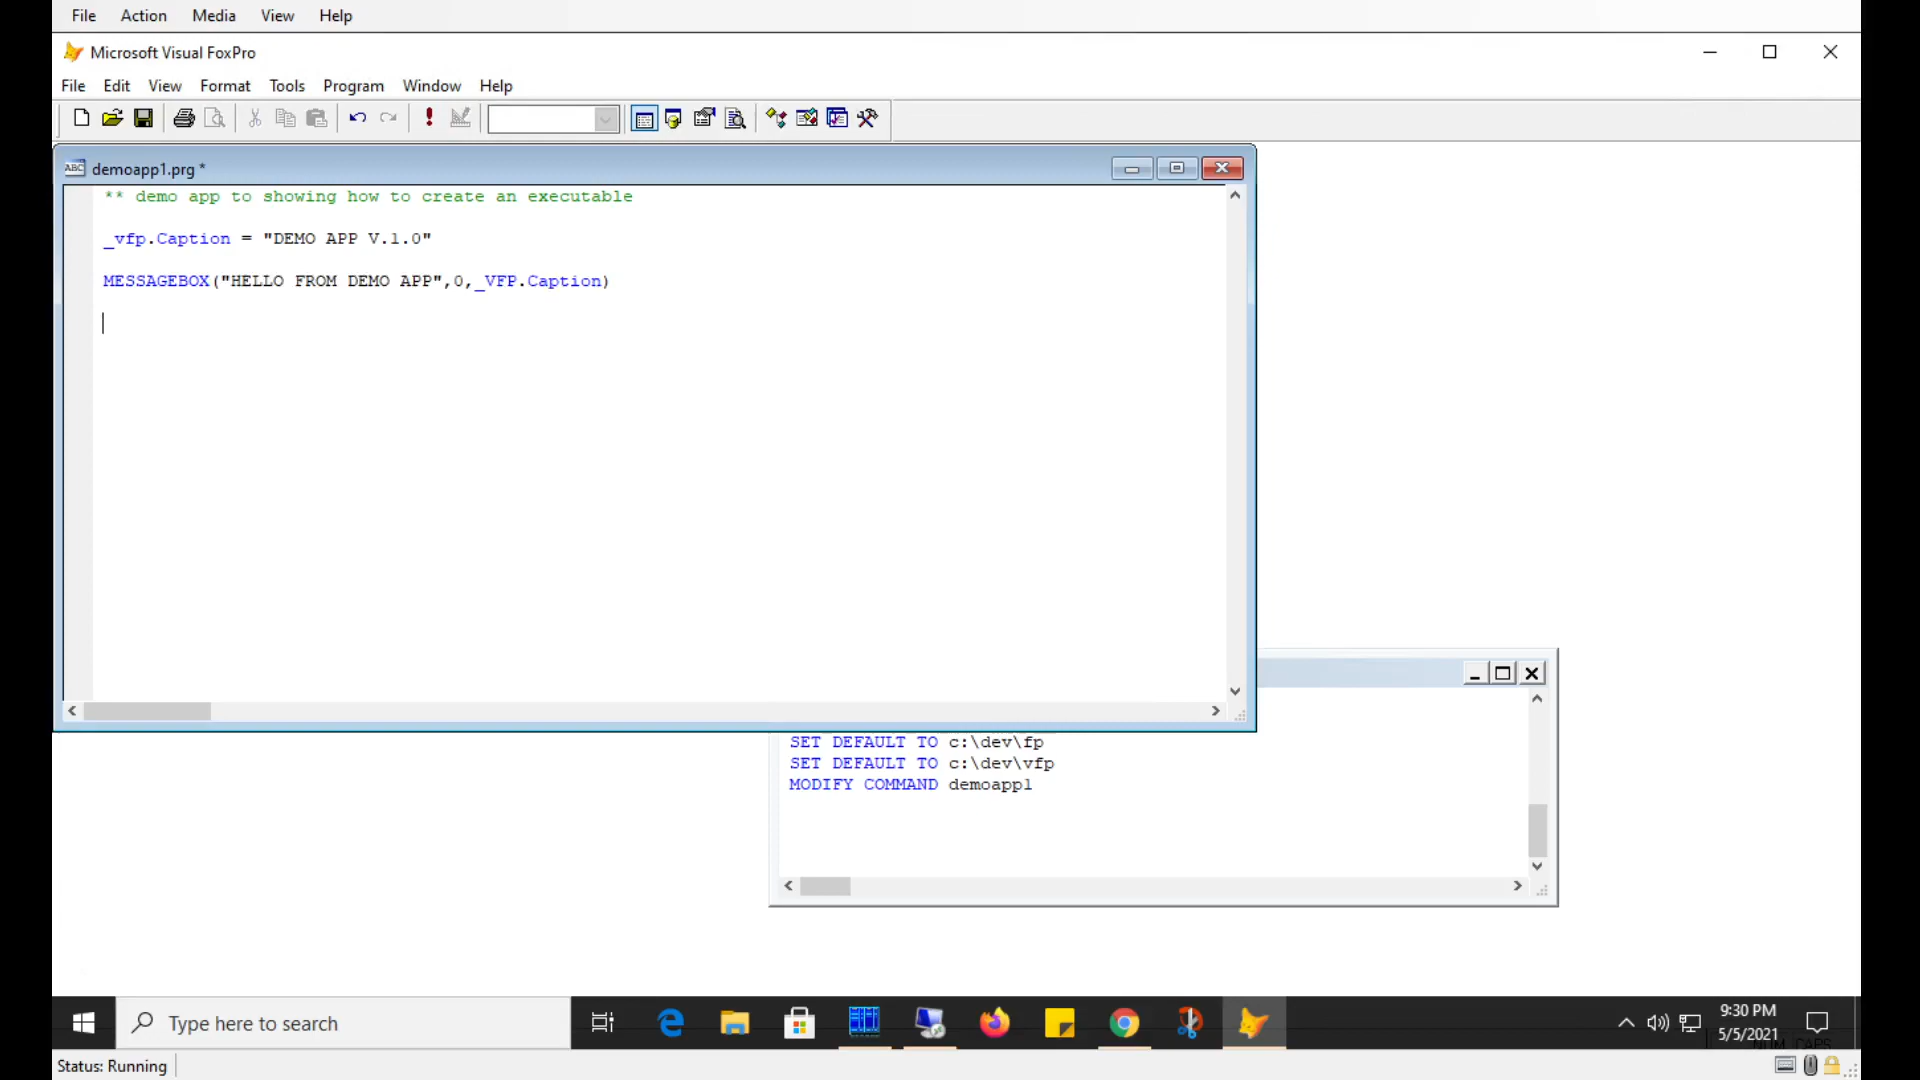 File Action Media View Help
Microsoft Visual FoxPro
File Edit View Format Tools Program Window Help
ABC demoapp1.prg *
** demo app to showing how to create an executable
_vfp.Caption = "DEMO APP V.1.0"
MESSAGEBOX("HELLO FROM DEMO APP",0,_VFP.Caption)
SET DEFAULT TO c:\dev\fp
SET DEFAULT TO c:\dev\vfp
MODIFY COMMAND demoapp1
Type here to search
9:30 PM
5/5/2021
Status: Running